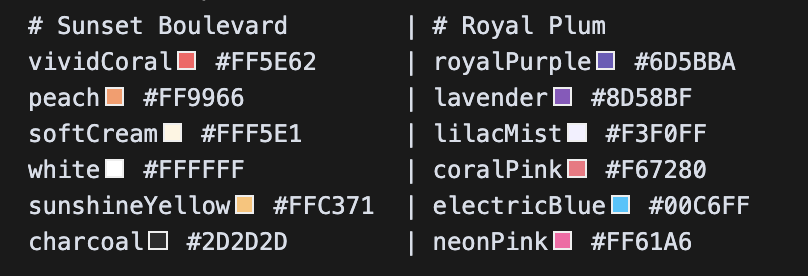 # Sunset Boulevard | # Royal Plum
vividCoral #FF5E62 | royalPurple #6D5BBA
peach #FF9966 | lavender #8D58BF
softCream #FFF5E1 | lilacMist #F3F0FF
white #FFFFFF | coralPink #F67280
sunshineYellow #FFC371 | electricBlue #00C6FF
charcoal #2D2D2D | neonPink #FF61A6